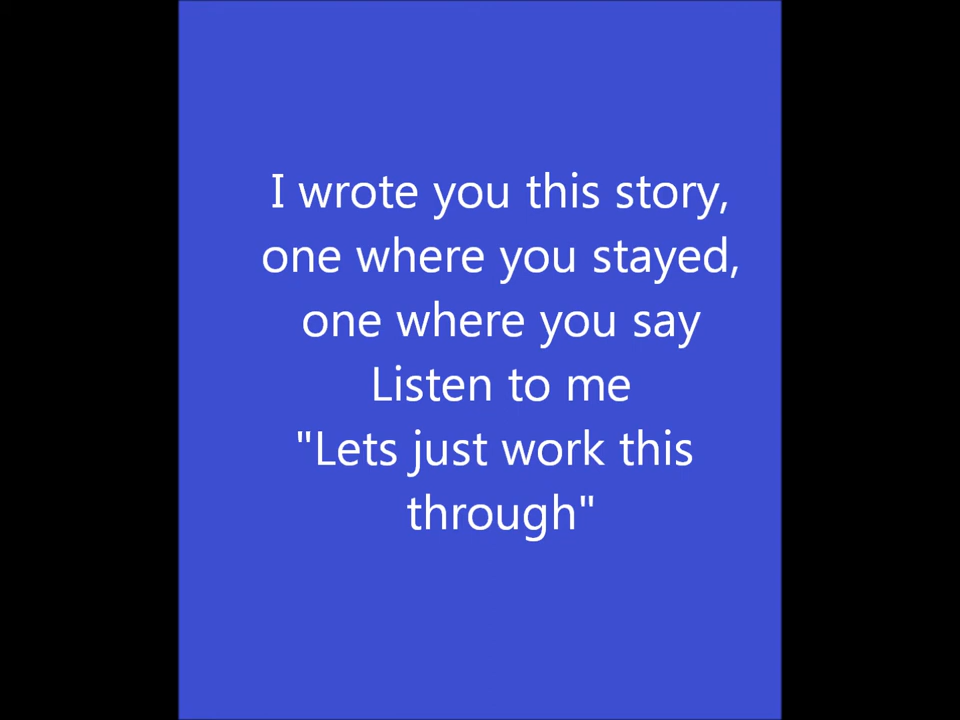 I wrote you this story,
one where you stayed,
one where you say
Listen to me
"Lets just work this
through"